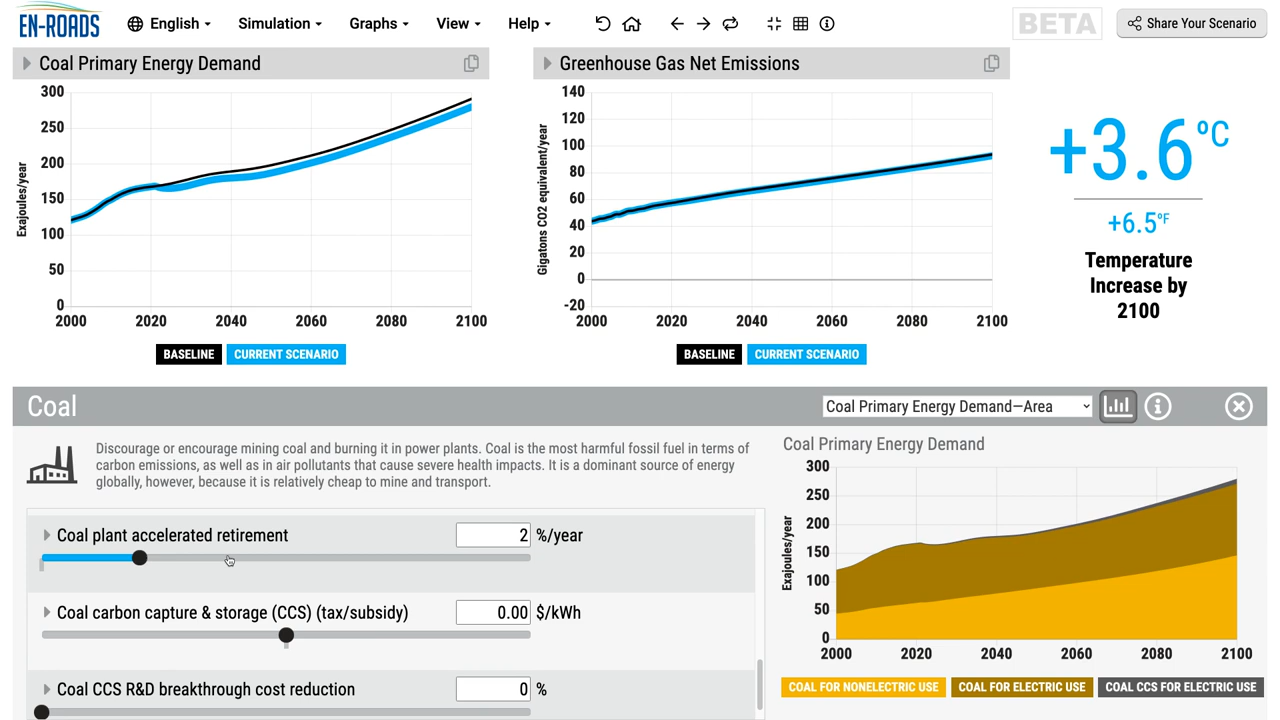 EN-ROADS
English
Simulation
Graphs
View
Help
BETA
Share Your Scenario
Coal Primary Energy Demand
300
250
200
150
100
50
0
Exajoules/year
2000 2020 2040 2060 2080 2100
BASELINE CURRENT SCENARIO
Greenhouse Gas Net Emissions
140
120
100
80
60
40
20
0
-20
Gigatons CO2 equivalent/year
2000 2020 2040 2060 2080 2100
BASELINE CURRENT SCENARIO
+3.6°C
+6.5°F
Temperature
Increase by
2100
Coal
Coal Primary Energy Demand—Area
Discourage or encourage mining coal and burning it in power plants. Coal is the most harmful fossil fuel in terms of
carbon emissions, as well as in air pollutants that cause severe health impacts. It is a dominant source of energy
globally, however, because it is relatively cheap to mine and transport.
Coal plant accelerated retirement 2 %/year
Coal carbon capture & storage (CCS) (tax/subsidy) 0.00 $/kWh
Coal CCS R&D breakthrough cost reduction 0 %
Coal Primary Energy Demand
300
250
200
150
100
50
0
Exajoules/year
2000 2020 2040 2060 2080 2100
COAL FOR NONELECTRIC USE COAL FOR ELECTRIC USE COAL CCS FOR ELECTRIC USE